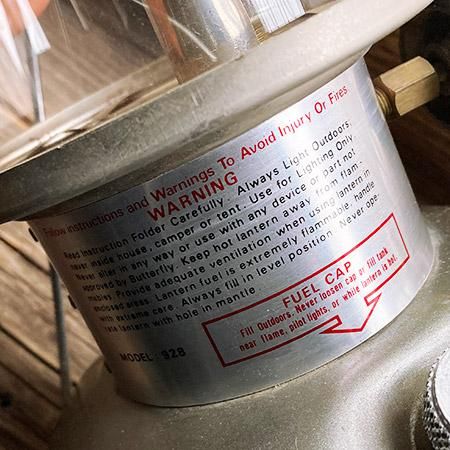 Follow instructions and Warnings To Avoid Injury Or Fires
WARNING
Read Instruction Folder Carefully. Always Light Outdoors,
never inside house, camper or tent. Use for Lighting Only.
Never alter in any way or use with any device or part not
approved by Butterfly. Keep hot lantern away from flam-
mables. Provide adequate ventilation when using lantern in
enclosed areas. Lantern fuel is extremely flammable, handle
with extreme care. Always fill in level position. Never ope-
rate lantern with hole in mantle.
FUEL CAP
Fill Outdoors. Never loosen cap or fill tank
near flame, pilot lights, or while lantern is hot.
MODEL : 928